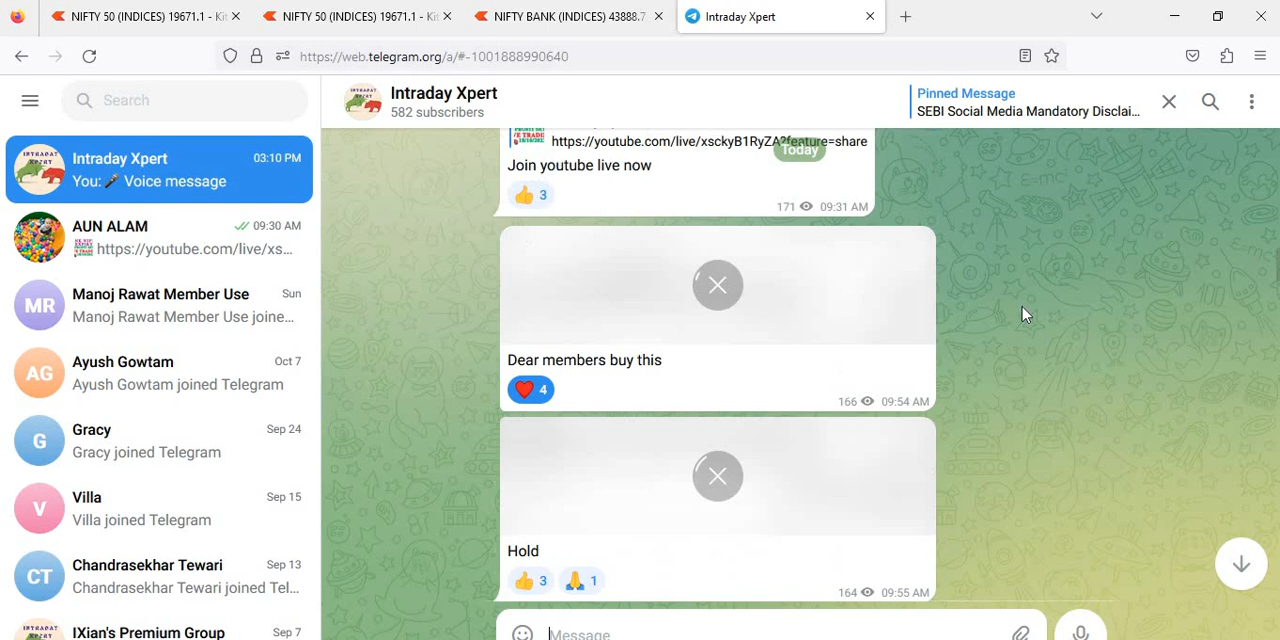 NIFTY 50 (INDICES) 19671.1 - Kit
NIFTY 50 (INDICES) 19671.1 - Kit
NIFTY BANK (INDICES) 43888.7
Intraday Xpert
https://web.telegram.org/a/#-1001888990640
Search
Intraday Xpert
582 subscribers
Pinned Message
SEBI Social Media Mandatory Disclai...
Intraday Xpert
03:10 PM
You: 🎤 Voice message
AUN ALAM
09:30 AM
https://youtube.com/live/xs...
MR
Manoj Rawat Member Use
Sun
Manoj Rawat Member Use joine...
AG
Ayush Gowtam
Oct 7
Ayush Gowtam joined Telegram
G
Gracy
Sep 24
Gracy joined Telegram
V
Villa
Sep 15
Villa joined Telegram
CT
Chandrasekhar Tewari
Sep 13
Chandrasekhar Tewari joined Tel...
IXian's Premium Group
Sep 7
https://youtube.com/live/xsckyB1RyZA?feature=share
Today
Join youtube live now
👍 3
171
09:31 AM
Dear members buy this
❤️ 4
166
09:54 AM
Hold
👍 3
🙏 1
164
09:55 AM
Message